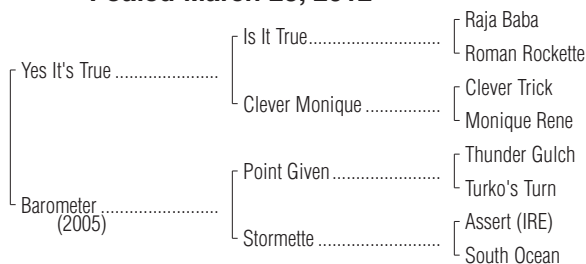 Foaled March 2012
Raja Baba
Is It True
Roman Rockette
Yes It's True
Clever Trick
Clever Monique
Monique Rene
Thunder Gulch
Point Given
Turko's Turn
Barometer
(2005)
Assert (IRE)
Stormette
South Ocean